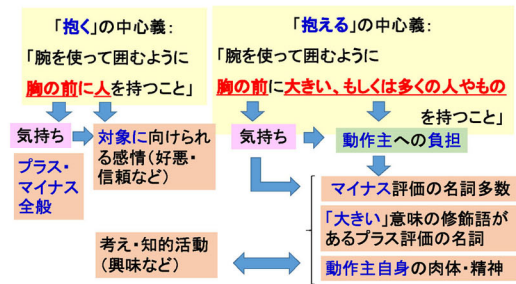 「抱く」の中心義：
「腕を使って囲むように
胸の前に人を持つこと」
気持ち
対象に向けられ
る感情（好悪・
信頼など）
プラス・
マイナス
全般
「抱える」の中心義：
「腕を使って囲むように
胸の前に大きい、もしくは多くの人やもの
を持つこと」
気持ち
動作主への負担
マイナス評価の名詞多数
「大きい」意味の修飾語が
あるプラス評価の名詞
動作主自身の肉体・精神
考え・知的活動
（興味など）